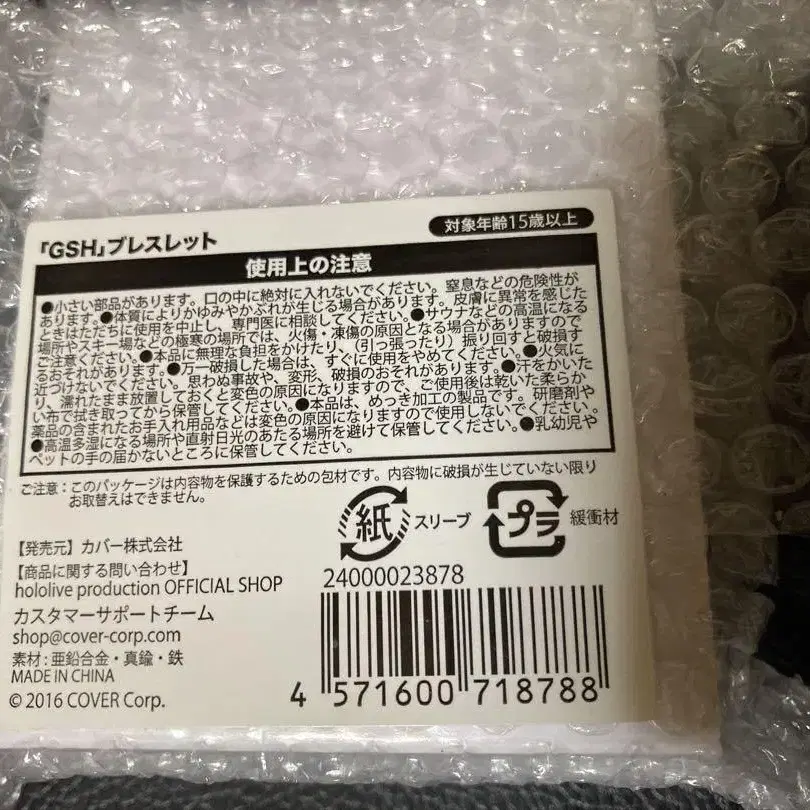 「GSH」ブレスレット
対象年齢15歳以上
使用上の注意
●小さい部品があります。口の中に絶対に入れないでください。窒息などの危険性が
あります。●体質によりかゆみやかぶれが生じる場合があります。皮膚に異常を感じた
ときはただちに使用を中止し、専門医に相談してください。●サウナなどの高温になる
場所やスキー場などの極寒の場所では、火傷・凍傷の原因となる場合がありますので
ご注意ください。●本品に無理な負担をかけたり、(引っ張ったり)振り回すと破損す
るおそれがあります。●万一破損した場合は、すぐに使用をやめてください。●火気に
近づけないでください。思わぬ事故や、変形、破損のおそれがあります。●汗をかいた
り、濡れたまま放置しておくと変色の原因になりますので、ご使用後は乾いた柔らか
い布で拭き取ってから保管してください。●本品は、めっき加工の製品です。研磨剤や
薬品の含まれたお手入れ用品などは変色の原因になりますので使用しないでください。
●高温多湿になる場所や直射日光のあたる場所を避けて保管してください。●乳幼児や
ペットの手の届かないところに保管してください。
ご注意：このパッケージは内容物を保護するための包材です。内容物に破損が生じていない限り
お取替えはできません。
紙 スリーブ
プラ 緩衝材
【発売元】カバー株式会社
【商品に関する問い合わせ】
hololive production OFFICIAL SHOP
カスタマーサポートチーム
shop@cover-corp.com
素材：亜鉛合金・真鍮・鉄
MADE IN CHINA
© 2016 COVER Corp.
24000023878
4 571600 718788